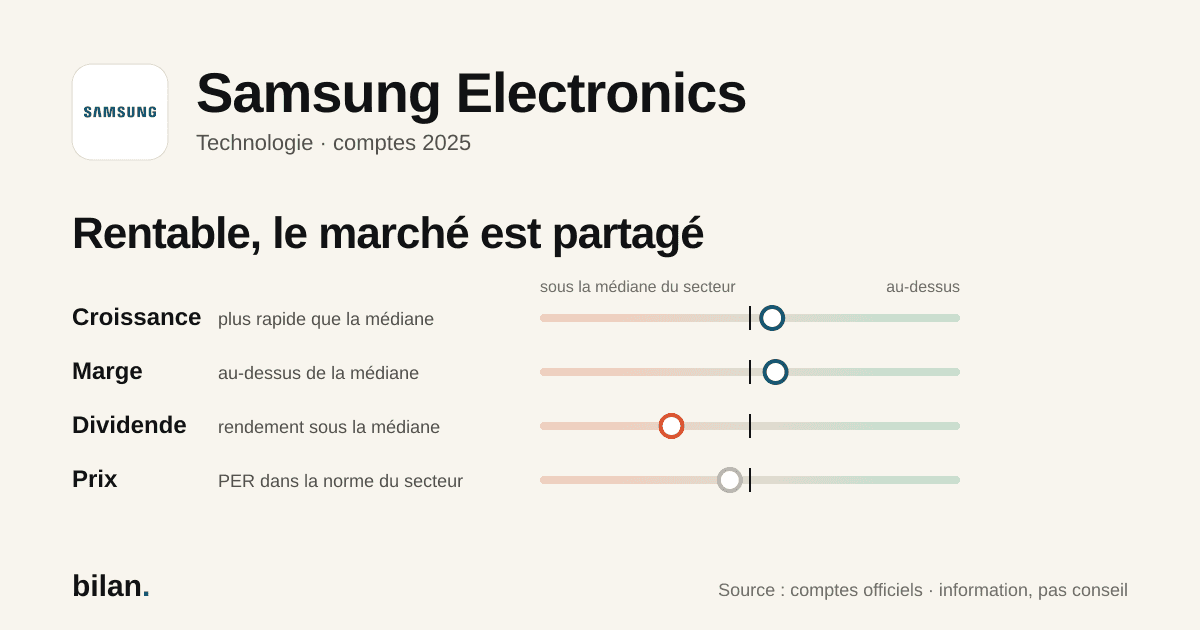 SAMSUNG
Samsung Electronics
Technologie · comptes 2025
Rentable, le marché est partagé
sous la médiane du secteur au-dessus
Croissance plus rapide que la médiane
Marge au-dessus de la médiane
Dividende rendement sous la médiane
Prix PER dans la norme du secteur
bilan.
Source : comptes officiels · information, pas conseil